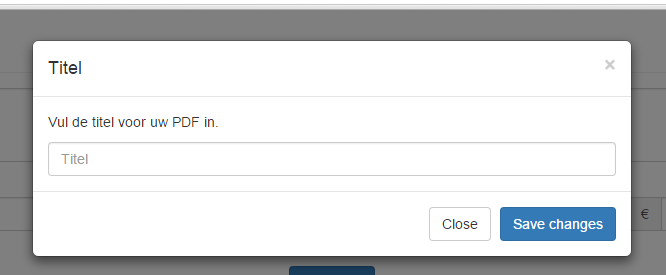 Titel
×
Vul de titel voor uw PDF in.
Titel
€
Close
Save changes